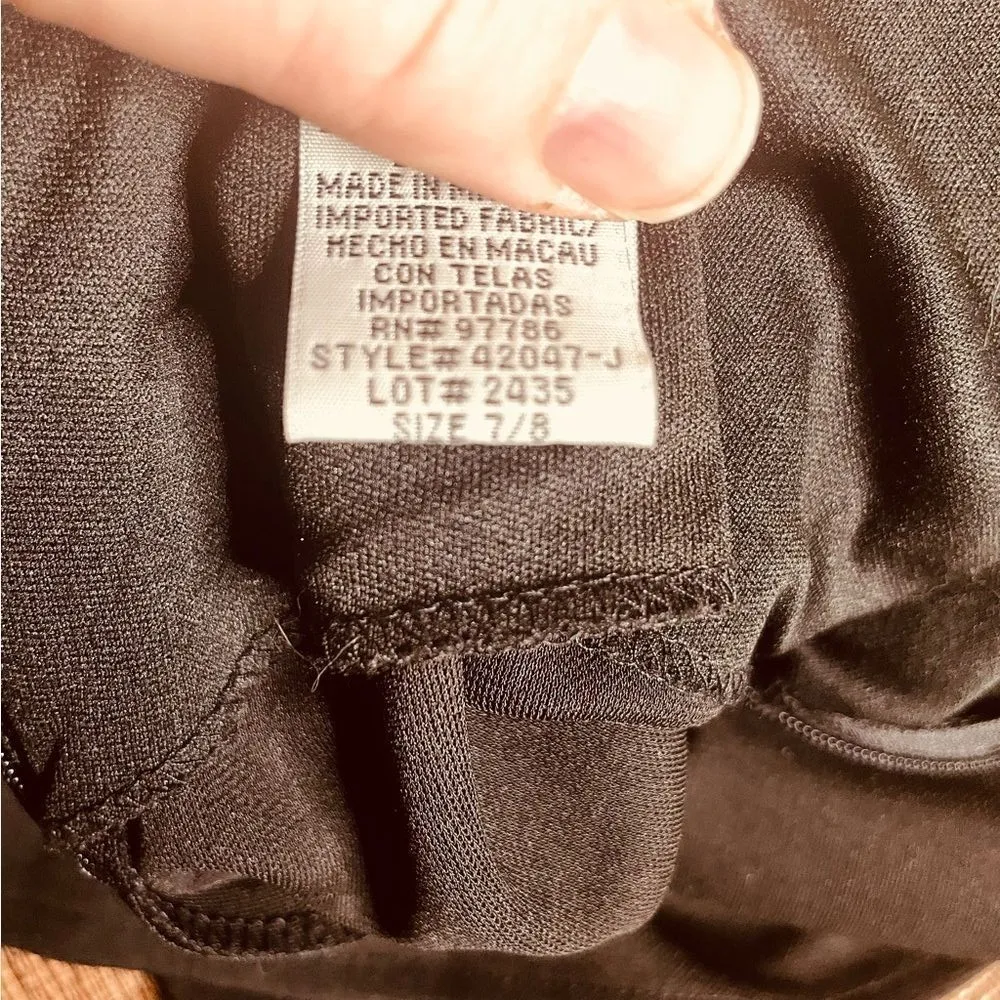 MADE IN
IMPORTED FABRIC/
HECHO EN MACAU
CON TELAS
IMPORTADAS
RN# 97786
STYLE# 42047-J
LOT# 2435
SIZE 7/8